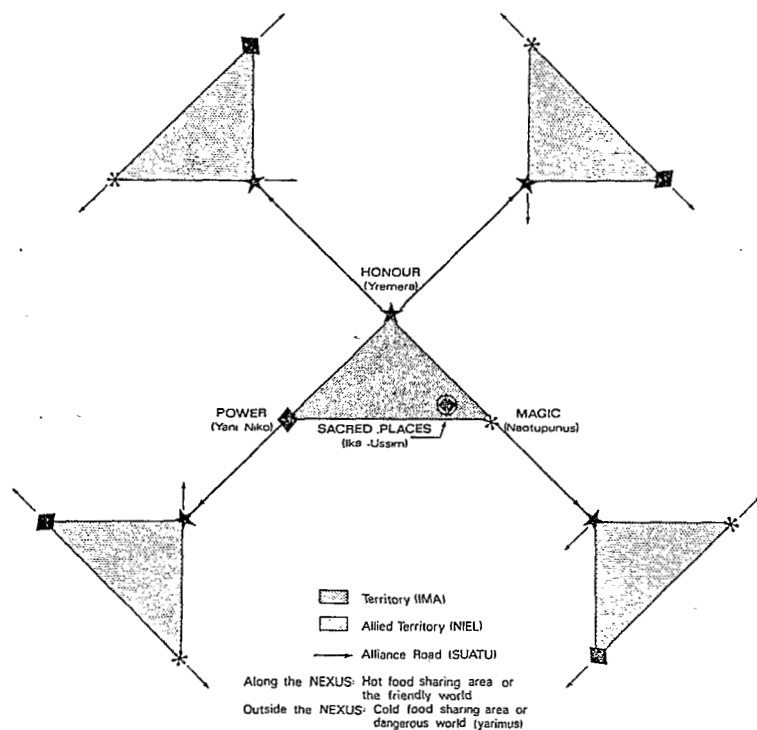 HONOUR
(Yremera)
POWER
(Yani Niko)
SACRED PLACES
(Ika -Ussim)
MAGIC
(Naotupunus)
Territory (IMA)
Allied Territory (NIEL)
Alliance Road (SUATU)
Along the NEXUS: Hot food sharing area or
the friendly world
Outside the NEXUS: Cold food sharing area or
dangerous world (yarimus)